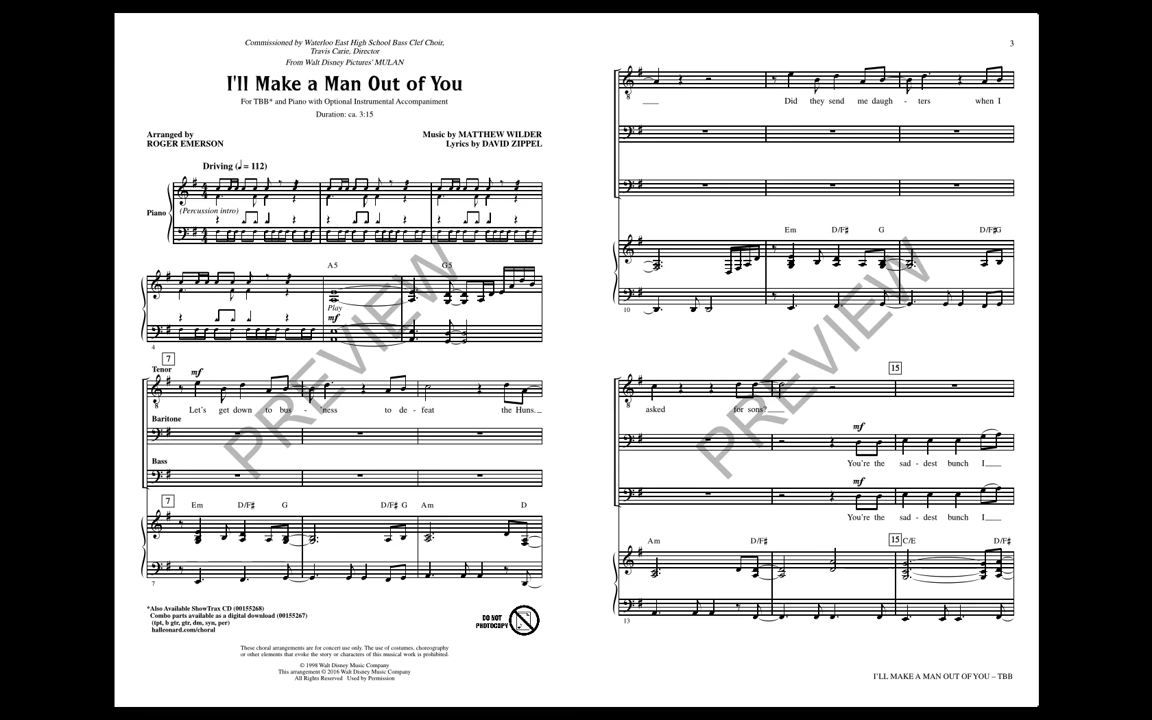 Commissioned by Waterloo East High School Bass Clef Choir,
Travis Carie, Director
From Walt Disney Pictures' MULAN
I'll Make a Man Out of You
For TBB* and Piano with Optional Instrumental Accompaniment
Duration: ca. 3:15
Arranged by
ROGER EMERSON
Music by MATTHEW WILDER
Lyrics by DAVID ZIPPEL
Driving (♩ = 112)
Piano
(Percussion intro)
A5 G5
Play
mf
4
7
Tenor
mf
Let's get down to bus - ness to de - feat the Huns.
Baritone
Bass
7
Em D/F♯ G D/F♯ G Am D
7
*Also Available ShowTrax CD (00155268)
Combo parts available as a digital download (00155267)
(tpt, b gtr, gtr, dm, syn, per)
halleonard.com/choral
DO NOT
PHOTOCOPY
These choral arrangements are for concert use only. The use of costumes, choreography
or other elements that evoke the story or characters of this musical work is prohibited.
© 1998 Walt Disney Music Company
This arrangement © 2016 Walt Disney Music Company
All Rights Reserved Used by Permission
PREVIEW
3
8
Did they send me daugh - ters when I
Em D/F♯ G D/F♯ G
10
15
8
asked for sons?
mf
You're the sad - dest bunch I
mf
You're the sad - dest bunch I
Am D/F♯ 15 C/E D/F♯
13
PREVIEW
I'LL MAKE A MAN OUT OF YOU – TBB